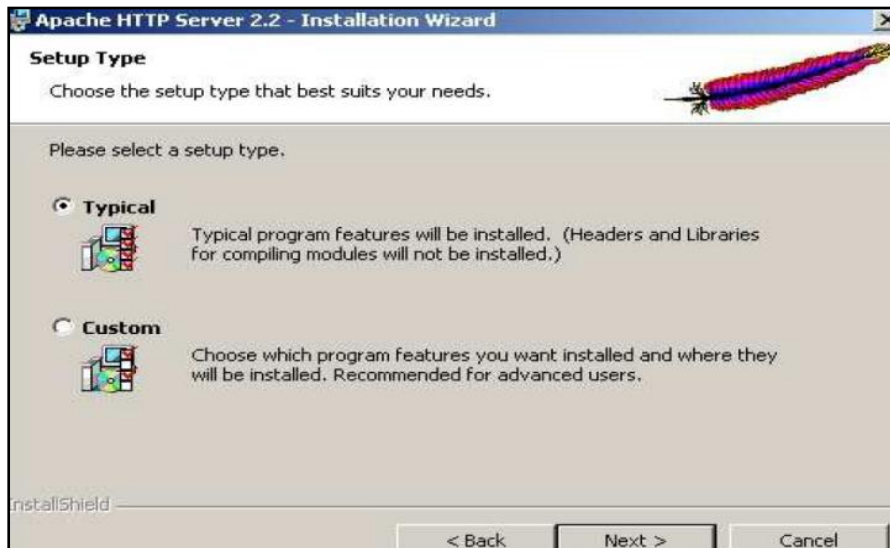 Apache HTTP Server 2.2 - Installation Wizard
Setup Type
Choose the setup type that best suits your needs.
Please select a setup type.
Typical
Typical program features will be installed. (Headers and Libraries
for compiling modules will not be installed.)
Custom
Choose which program features you want installed and where they
will be installed. Recommended for advanced users.
InstallShield
< Back
Next >
Cancel